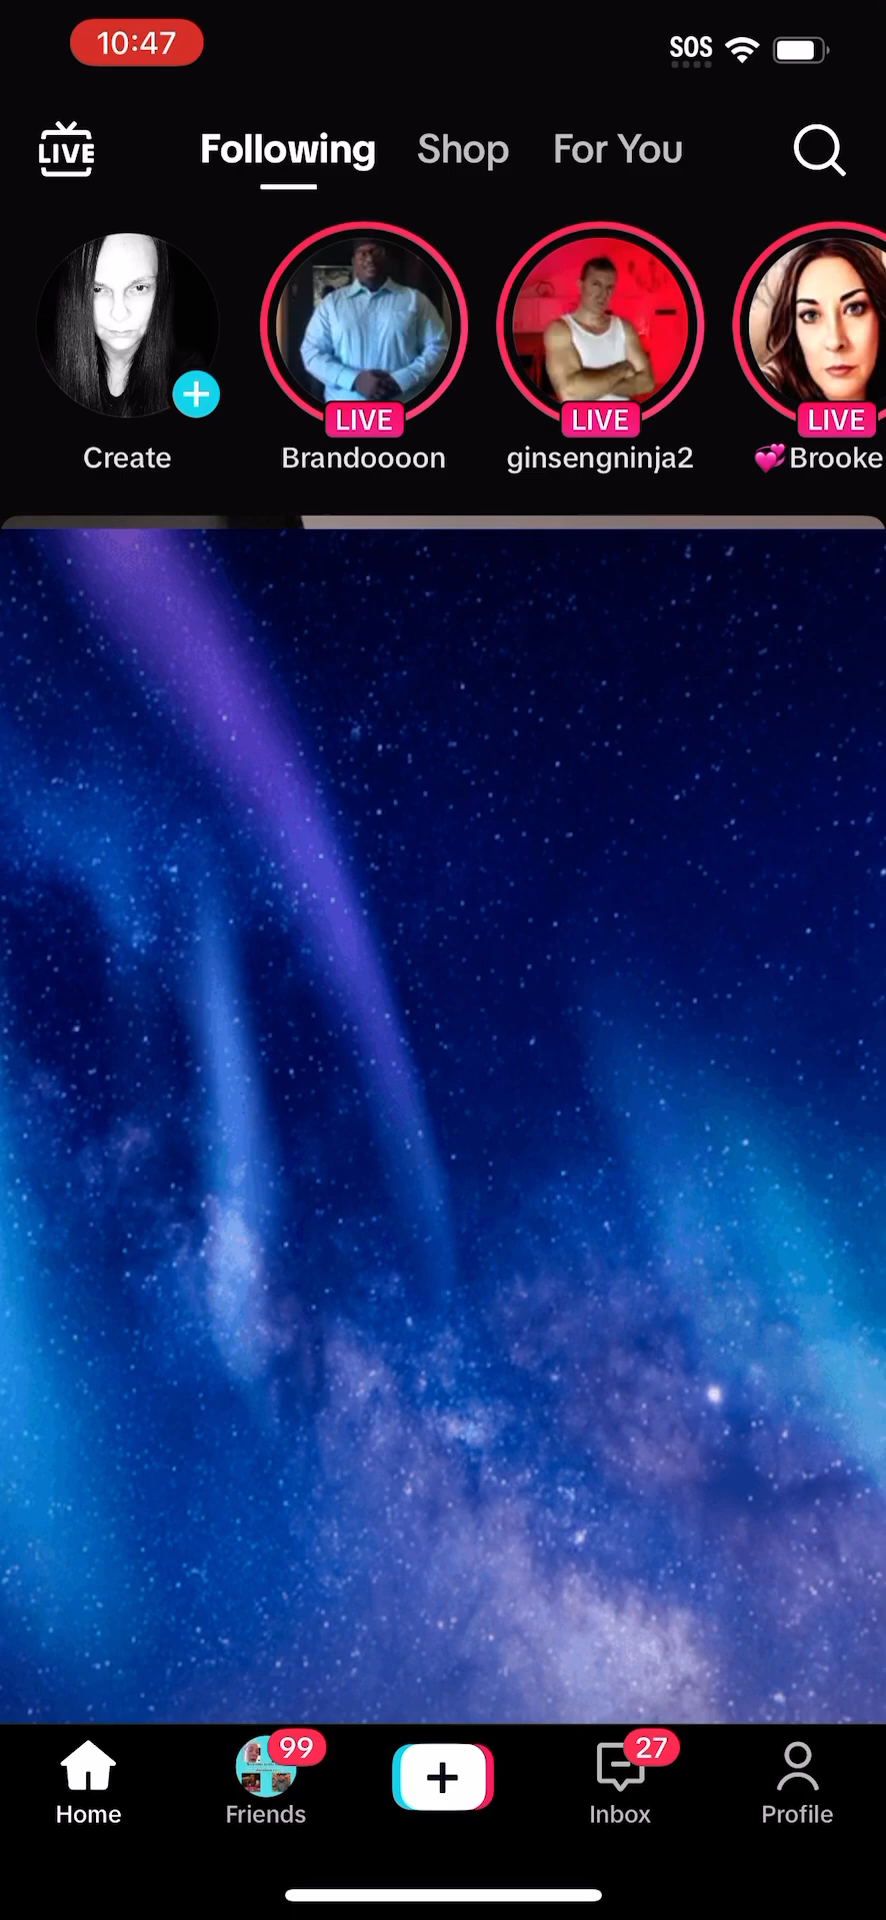 10:47
SOS
LIVE
Following
Shop
For You
LIVE
LIVE
LIVE
Create
Brandoooon
ginsengninja2
💞Brooke
99
27
Home
Friends
Inbox
Profile